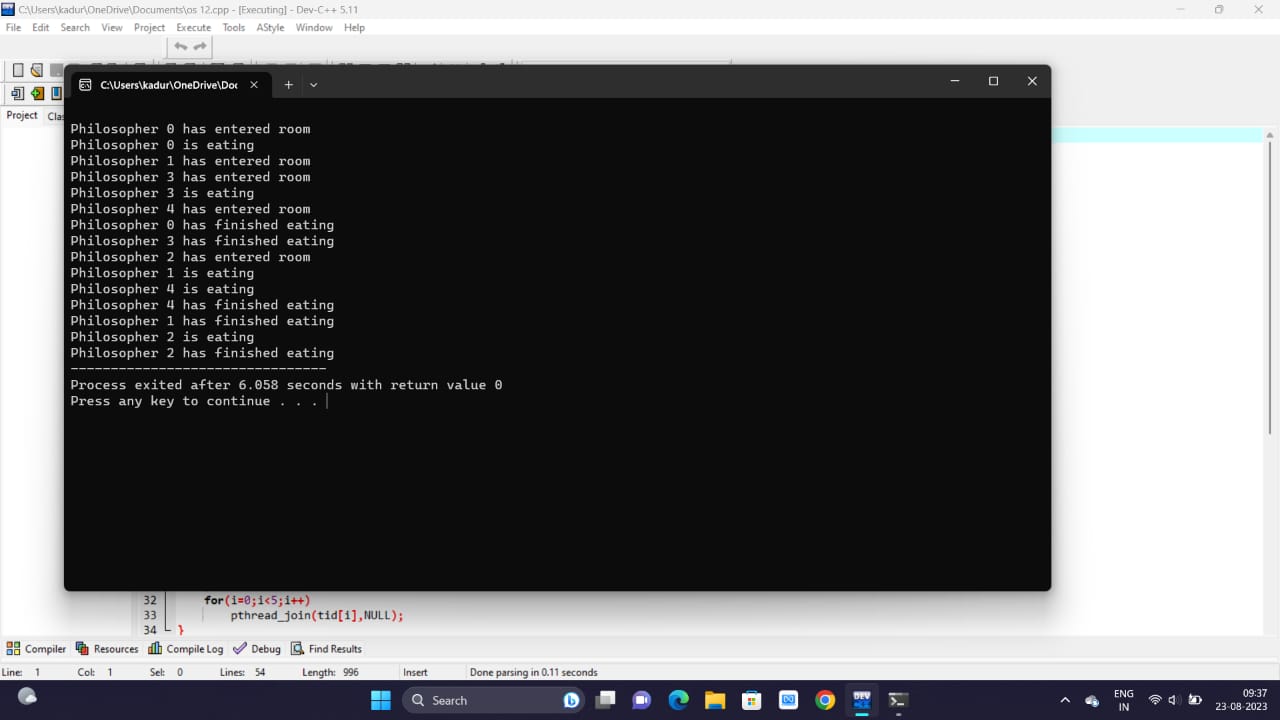 C:\Users\kadur\OneDrive\Documents\os 12.cpp - [Executing] - Dev-C++ 5.11
File Edit Search View Project Execute Tools AStyle Window Help
C:\Users\kadur\OneDrive\Doc
Project Clas
Philosopher 0 has entered room
Philosopher 0 is eating
Philosopher 1 has entered room
Philosopher 3 has entered room
Philosopher 3 is eating
Philosopher 4 has entered room
Philosopher 0 has finished eating
Philosopher 3 has finished eating
Philosopher 2 has entered room
Philosopher 1 is eating
Philosopher 4 is eating
Philosopher 4 has finished eating
Philosopher 1 has finished eating
Philosopher 2 is eating
Philosopher 2 has finished eating
--------------------------------
Process exited after 6.058 seconds with return value 0
Press any key to continue . . .
32 for(i=0;i<5;i++)
33 pthread_join(tid[i],NULL);
34 }
Compiler Resources Compile Log Debug Find Results
Line: 1 Col: 1 Sel: 0 Lines: 54 Length: 996 Insert Done parsing in 0.11 seconds
Search
DEV
ENG
IN
09:37
23-08-2023